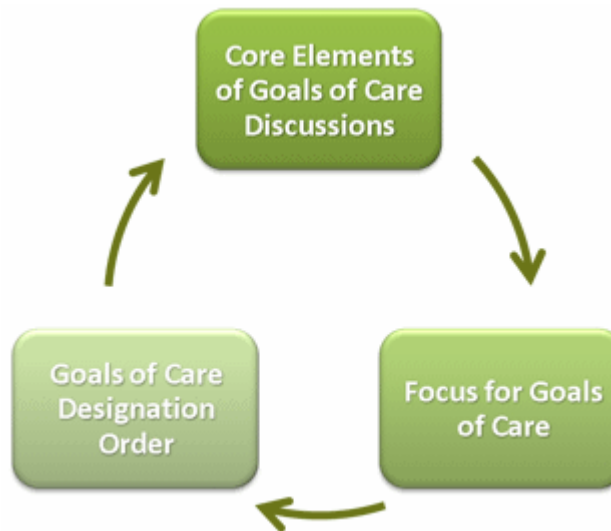 Core Elements
of Goals of Care
Discussions
Focus for Goals
of Care
Goals of Care
Designation
Order